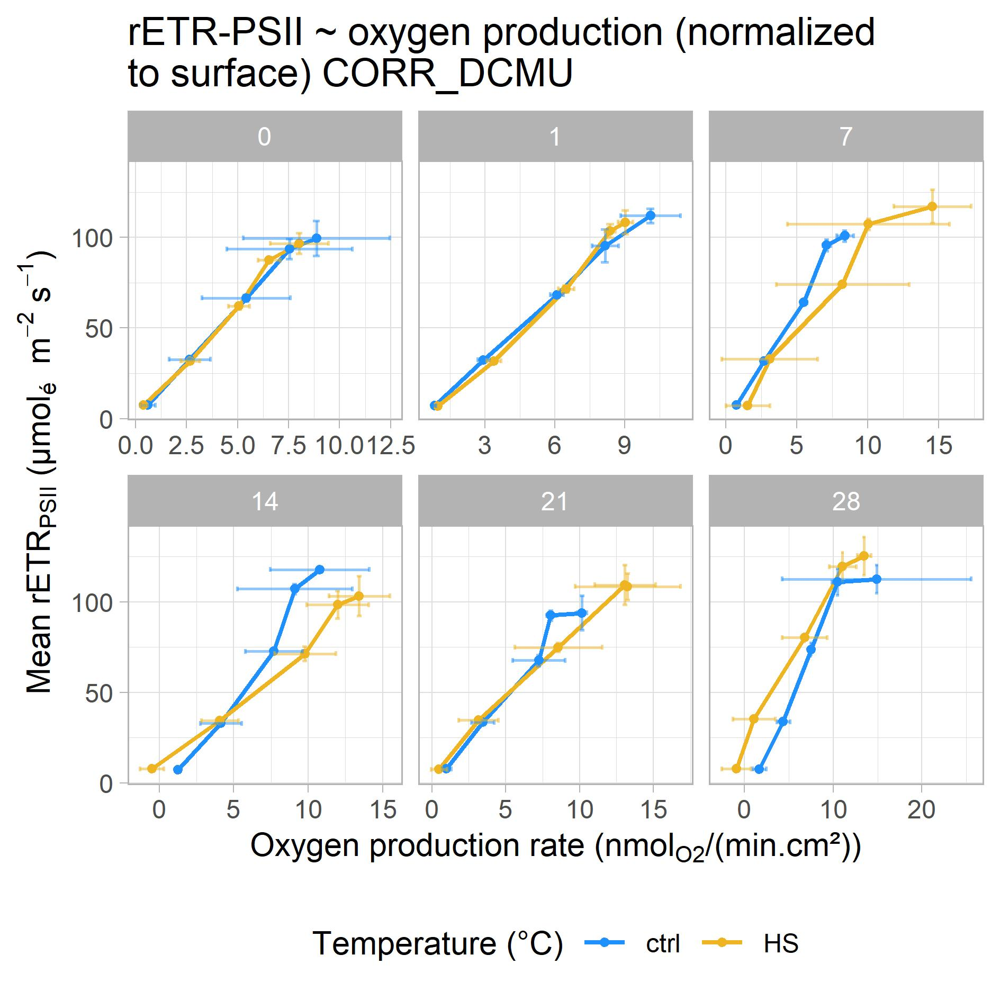 rETR-PSII ~ oxygen production (normalized
to surface) CORR_DCMU
0
1
7
100
50
0
0.0 2.5 5.0 7.5 10.0 12.5
3 6 9
0 5 10 15
14
21
28
100
50
0
0 5 10 15
0 5 10 15
0 10 20
Mean rETR_PSII (µmol_é m⁻² s⁻¹)
Oxygen production rate (nmol_O2/(min.cm²))
Temperature (°C) ctrl HS